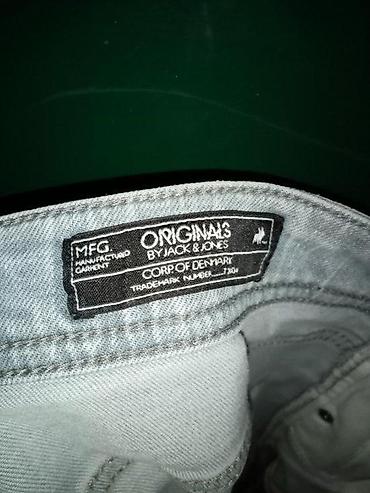 MFG.
MANUFACTURED
GARMENT
ORIGINALS
BY JACK & JONES
CORP OF DENMARK
TRADEMARK NUMBER